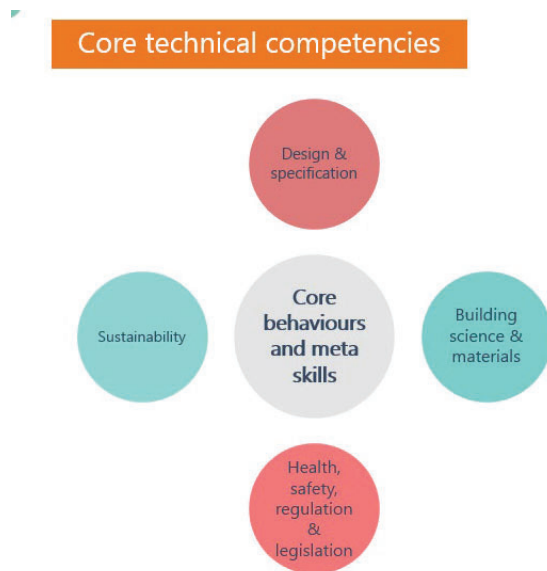 Core technical competencies
Design &
specification
Sustainability
Core
behaviours
and meta
skills
Building
science &
materials
Health,
safety,
regulation
&
legislation